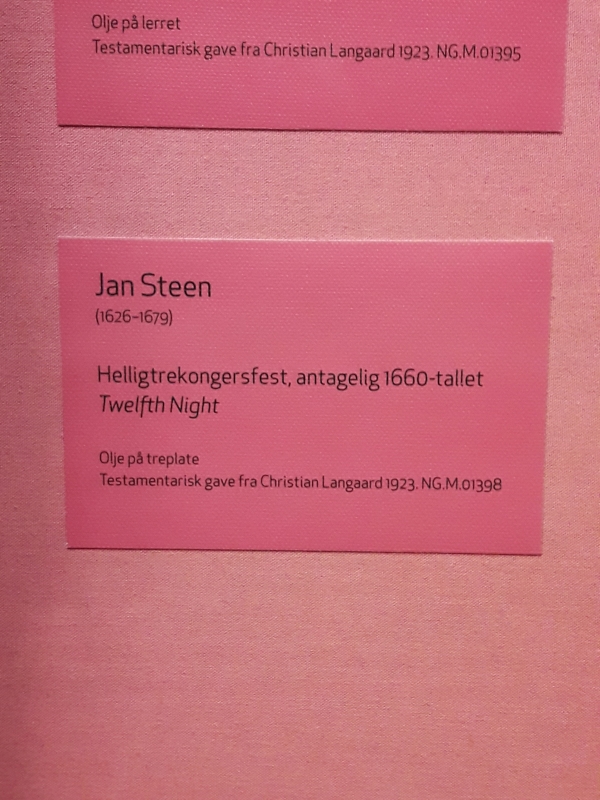 Olje på lerret
Testamentarisk gave fra Christian Langaard 1923. NG.M.01395
Jan Steen
(1626-1679)
Helligtrekongersfest, antagelig 1660-tallet
Twelfth Night
Olje på treplate
Testamentarisk gave fra Christian Langaard 1923. NG.M.01398